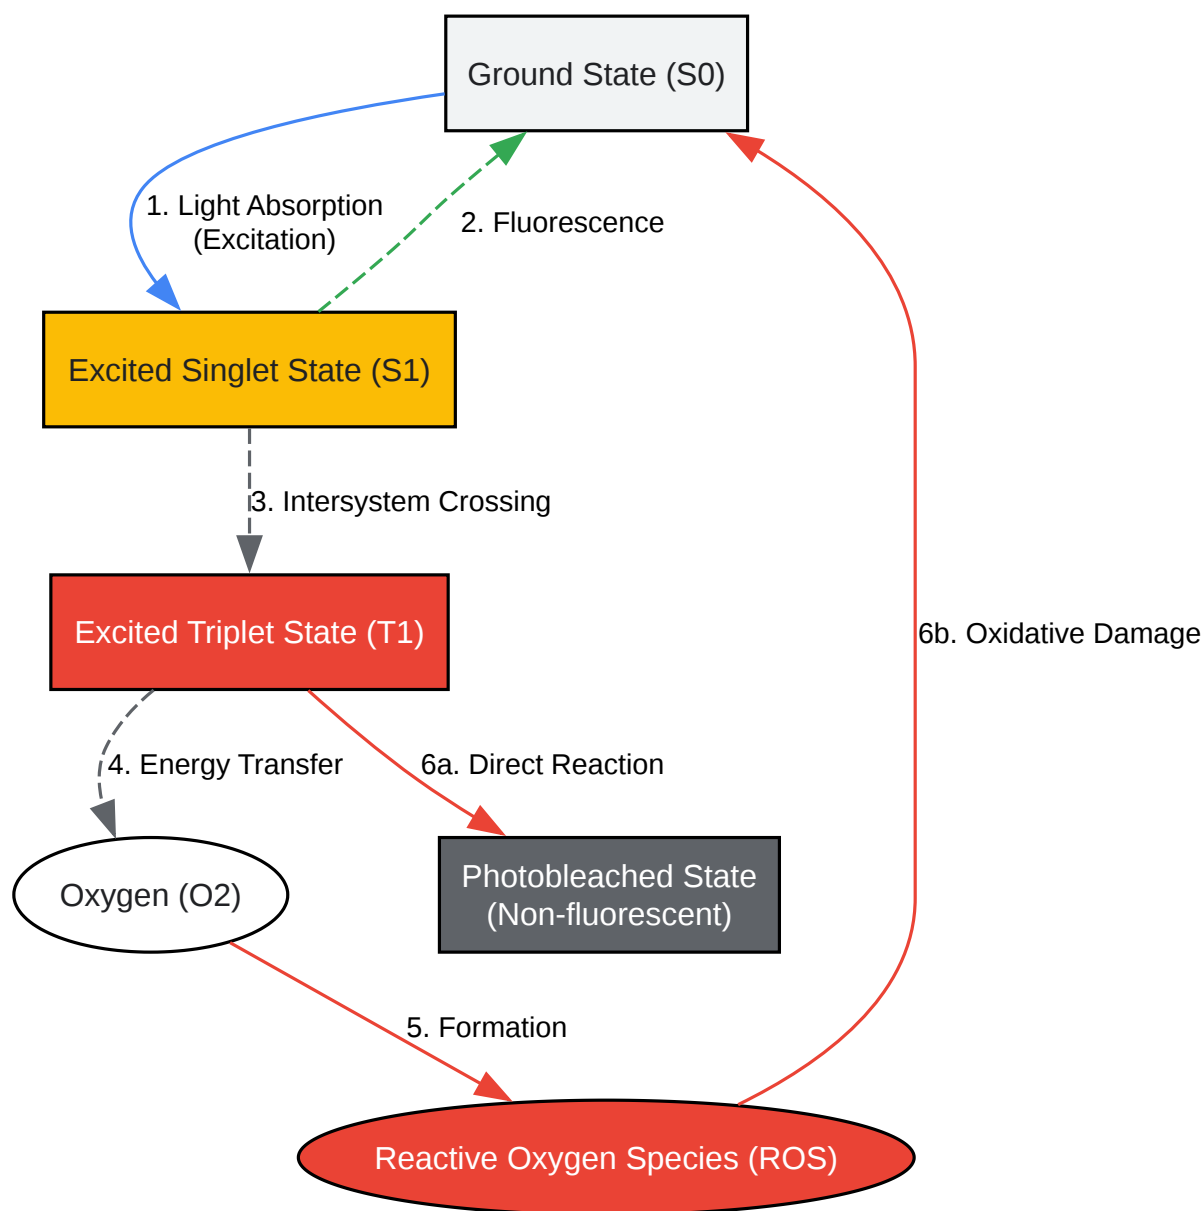 Ground State (S0)
1. Light Absorption
(Excitation)
2. Fluorescence
Excited Singlet State (S1)
3. Intersystem Crossing
Excited Triplet State (T1)
6b. Oxidative Damage
4. Energy Transfer
6a. Direct Reaction
Oxygen (O2)
Photobleached State
(Non-fluorescent)
5. Formation
Reactive Oxygen Species (ROS)